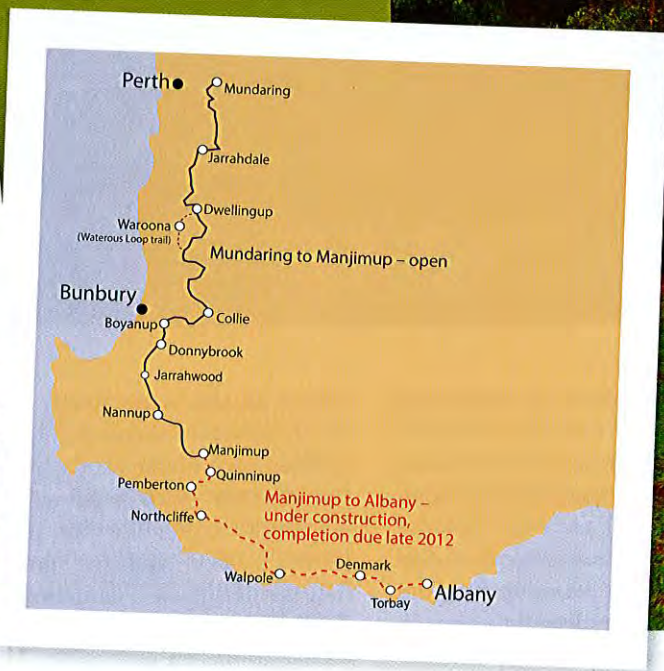 Perth
Mundaring
Jarrahdale
Dwellingup
Waroona
(Waterous Loop trail)
Mundaring to Manjimup – open
Bunbury
Collie
Boyanup
Donnybrook
Jarrahwood
Nannup
Manjimup
Quinninup
Pemberton
Manjimup to Albany –
under construction,
completion due late 2012
Northcliffe
Walpole
Denmark
Torbay
Albany